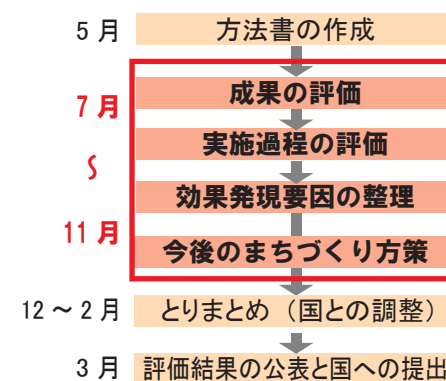 5月 方法書の作成
成果の評価
7月
実施過程の評価
〜
効果発現要因の整理
11月
今後のまちづくり方策
12～2月 とりまとめ（国との調整）
3月 評価結果の公表と国への提出